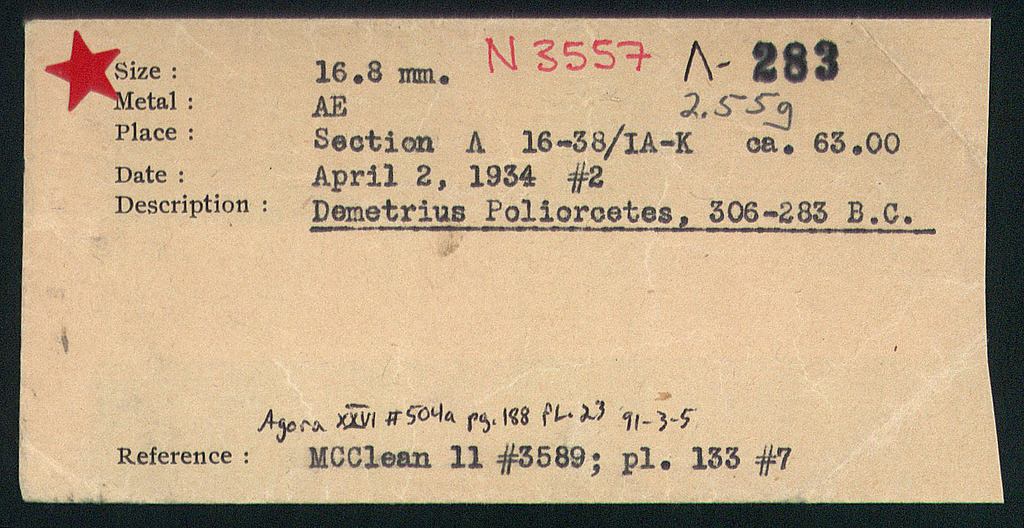 N 3557 Λ- 283
Size : 16.8 mm.
2.55g
Metal : AE
Place : Section Λ 16-38/IA-K ca. 63.00
Date : April 2, 1934 #2
Description : Demetrius Poliorcetes, 306-283 B.C.
Agora XXVI #504a pg. 188 PL. 23 91-3-5
Reference : MCClean 11 #3589; pl. 133 #7